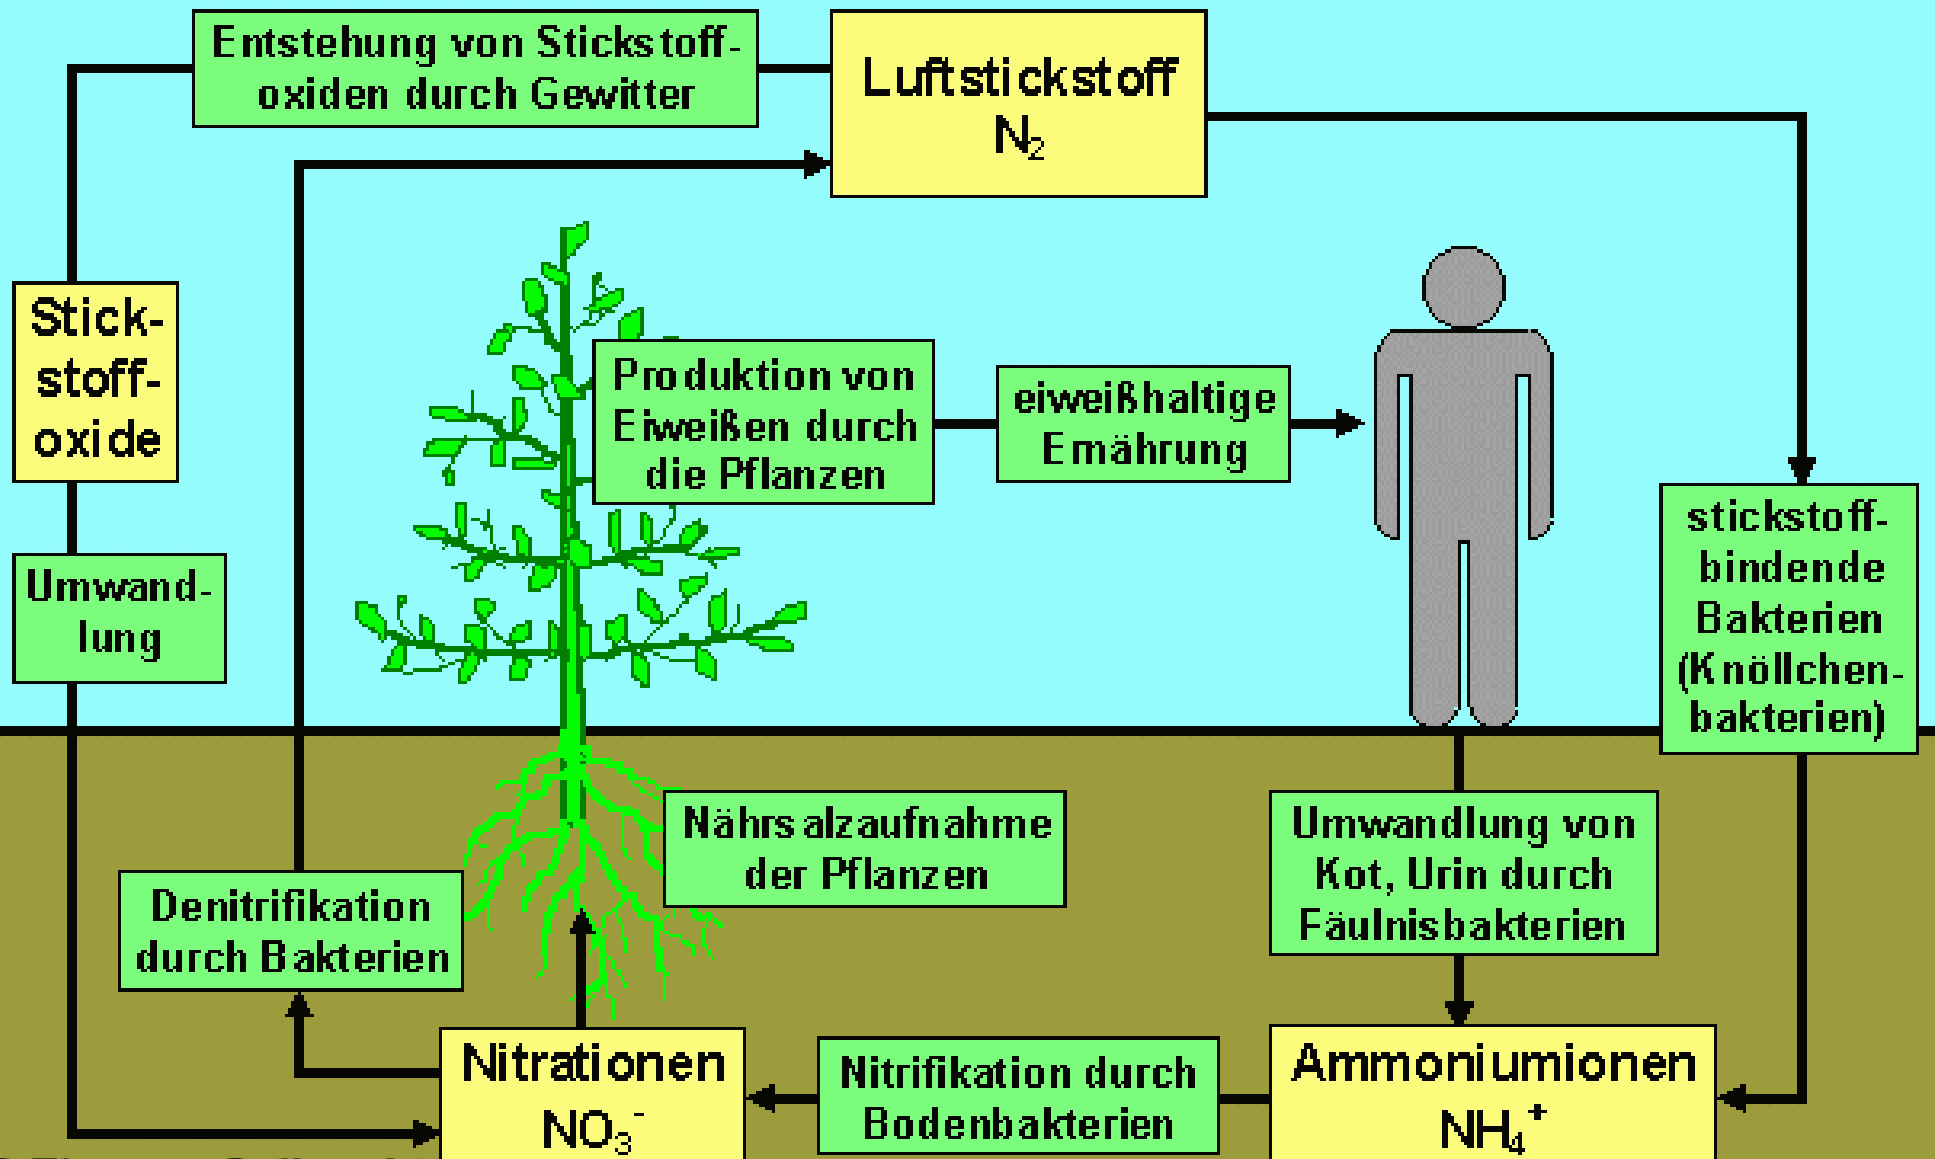 Entstehung von Stickstoff-
oxiden durch Gewitter
Luftstickstoff
N₂
Stick-
stoff-
oxide
Produktion von
Eiweißen durch
die Pflanzen
eiweißhaltige
Ernährung
stickstoff-
bindende
Bakterien
(Knöllchen-
bakterien)
Umwand-
lung
Nährsalzaufnahme
der Pflanzen
Umwandlung von
Kot, Urin durch
Fäulnisbakterien
Denitrifikation
durch Bakterien
Nitrationen
NO₃⁻
Nitrifikation durch
Bodenbakterien
Ammoniumionen
NH₄⁺